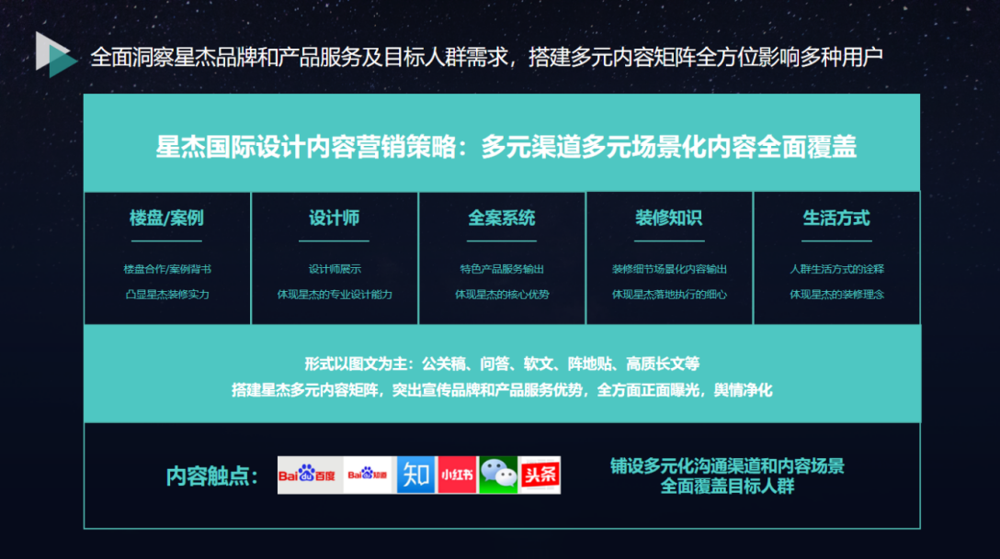 全面洞察星杰品牌和产品服务及目标人群需求，搭建多元内容矩阵全方位影响多种用户
星杰国际设计内容营销策略：多元渠道多元场景化内容全面覆盖
楼盘/案例
楼盘合作/案例背书
凸显星杰装修实力
设计师
设计师展示
体现星杰的专业设计能力
全案系统
特色产品服务输出
体现星杰的核心优势
装修知识
装修细节场景化内容输出
体现星杰落地执行的细心
生活方式
人群生活方式的诠释
体现星杰的装修理念
形式以图文为主：公关稿、问答、软文、阵地贴、高质长文等
搭建星杰多元内容矩阵，突出宣传品牌和产品服务优势，全方面正面曝光，舆情净化
内容触点：
Bai du 百度
Bai du 知道
知
小红书
头条
铺设多元化沟通渠道和内容场景
全面覆盖目标人群